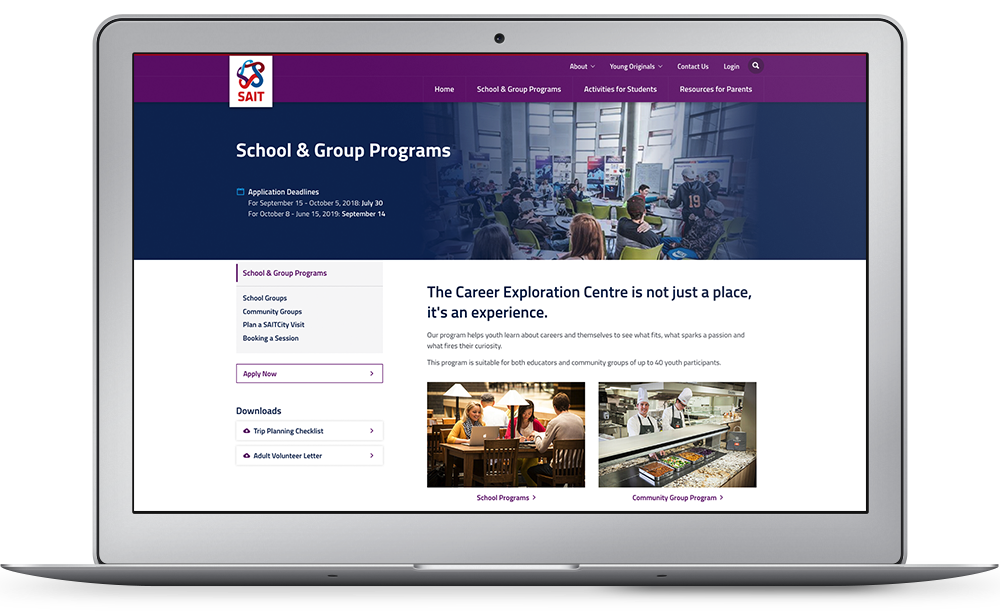 About
Young Originals
Contact Us
Login
SAIT
Home
School & Group Programs
Activities for Students
Resources for Parents
School & Group Programs
Application Deadlines
For September 15 - October 5, 2018: July 30
For October 8 - June 15, 2019: September 14
19
School & Group Programs
School Groups
Community Groups
Plan a SAITCity Visit
Booking a Session
Apply Now
Downloads
Trip Planning Checklist
Adult Volunteer Letter
The Career Exploration Centre is not just a place,
it's an experience.
Our program helps youth learn about careers and themselves to see what fits, what sparks a passion and
what fires their curiosity.
This program is suitable for both educators and community groups of up to 40 youth participants.
School Programs
Community Group Program